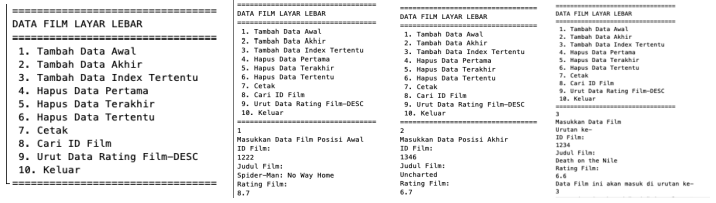 ==================================
DATA FILM LAYAR LEBAR
==================================
1. Tambah Data Awal
2. Tambah Data Akhir
3. Tambah Data Index Tertentu
4. Hapus Data Pertama
5. Hapus Data Terakhir
6. Hapus Data Tertentu
7. Cetak
8. Cari ID Film
9. Urut Data Rating Film-DESC
10. Keluar
==================================
==================================
DATA FILM LAYAR LEBAR
==================================
1. Tambah Data Awal
2. Tambah Data Akhir
3. Tambah Data Index Tertentu
4. Hapus Data Pertama
5. Hapus Data Terakhir
6. Hapus Data Tertentu
7. Cetak
8. Cari ID Film
9. Urut Data Rating Film-DESC
10. Keluar
==================================
1
Masukkan Data Film Posisi Awal
ID Film:
1222
Judul Film:
Spider-Man: No Way Home
Rating Film:
8.7
==================================
DATA FILM LAYAR LEBAR
==================================
1. Tambah Data Awal
2. Tambah Data Akhir
3. Tambah Data Index Tertentu
4. Hapus Data Pertama
5. Hapus Data Terakhir
6. Hapus Data Tertentu
7. Cetak
8. Cari ID Film
9. Urut Data Rating Film-DESC
10. Keluar
==================================
2
Masukkan Data Posisi Akhir
ID Film:
1346
Judul Film:
Uncharted
Rating Film:
6.7
==================================
DATA FILM LAYAR LEBAR
==================================
1. Tambah Data Awal
2. Tambah Data Akhir
3. Tambah Data Index Tertentu
4. Hapus Data Pertama
5. Hapus Data Terakhir
6. Hapus Data Tertentu
7. Cetak
8. Cari ID Film
9. Urut Data Rating Film-DESC
10. Keluar
==================================
3
Masukkan Data Film
Urutan ke-
ID Film:
1234
Judul Film:
Death on the Nile
Rating Film:
6.6
Data Film ini akan masuk di urutan ke-
3